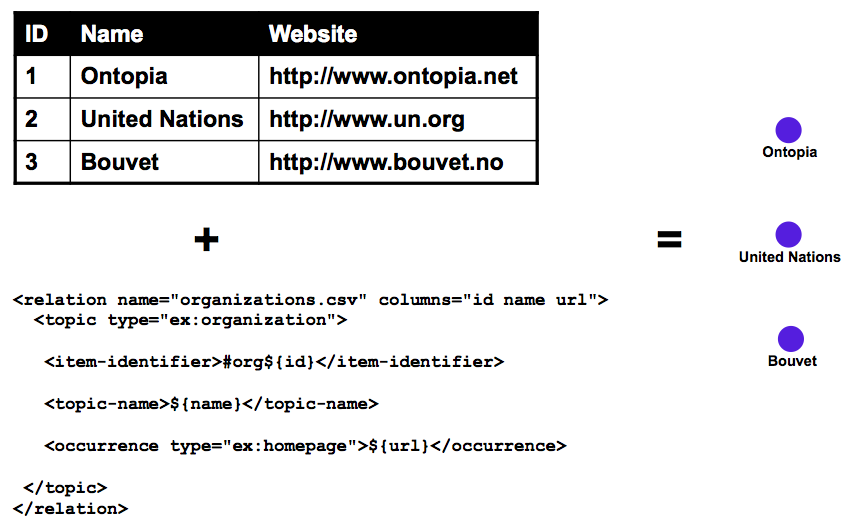 ID Name Website
1 Ontopia http://www.ontopia.net
2 United Nations http://www.un.org
3 Bouvet http://www.bouvet.no
+
<relation name="organizations.csv" columns="id name url">
<topic type="ex:organization">
<item-identifier>#org${id}</item-identifier>
<topic-name>${name}</topic-name>
<occurrence type="ex:homepage">${url}</occurrence>
</topic>
</relation>
=
Ontopia
United Nations
Bouvet